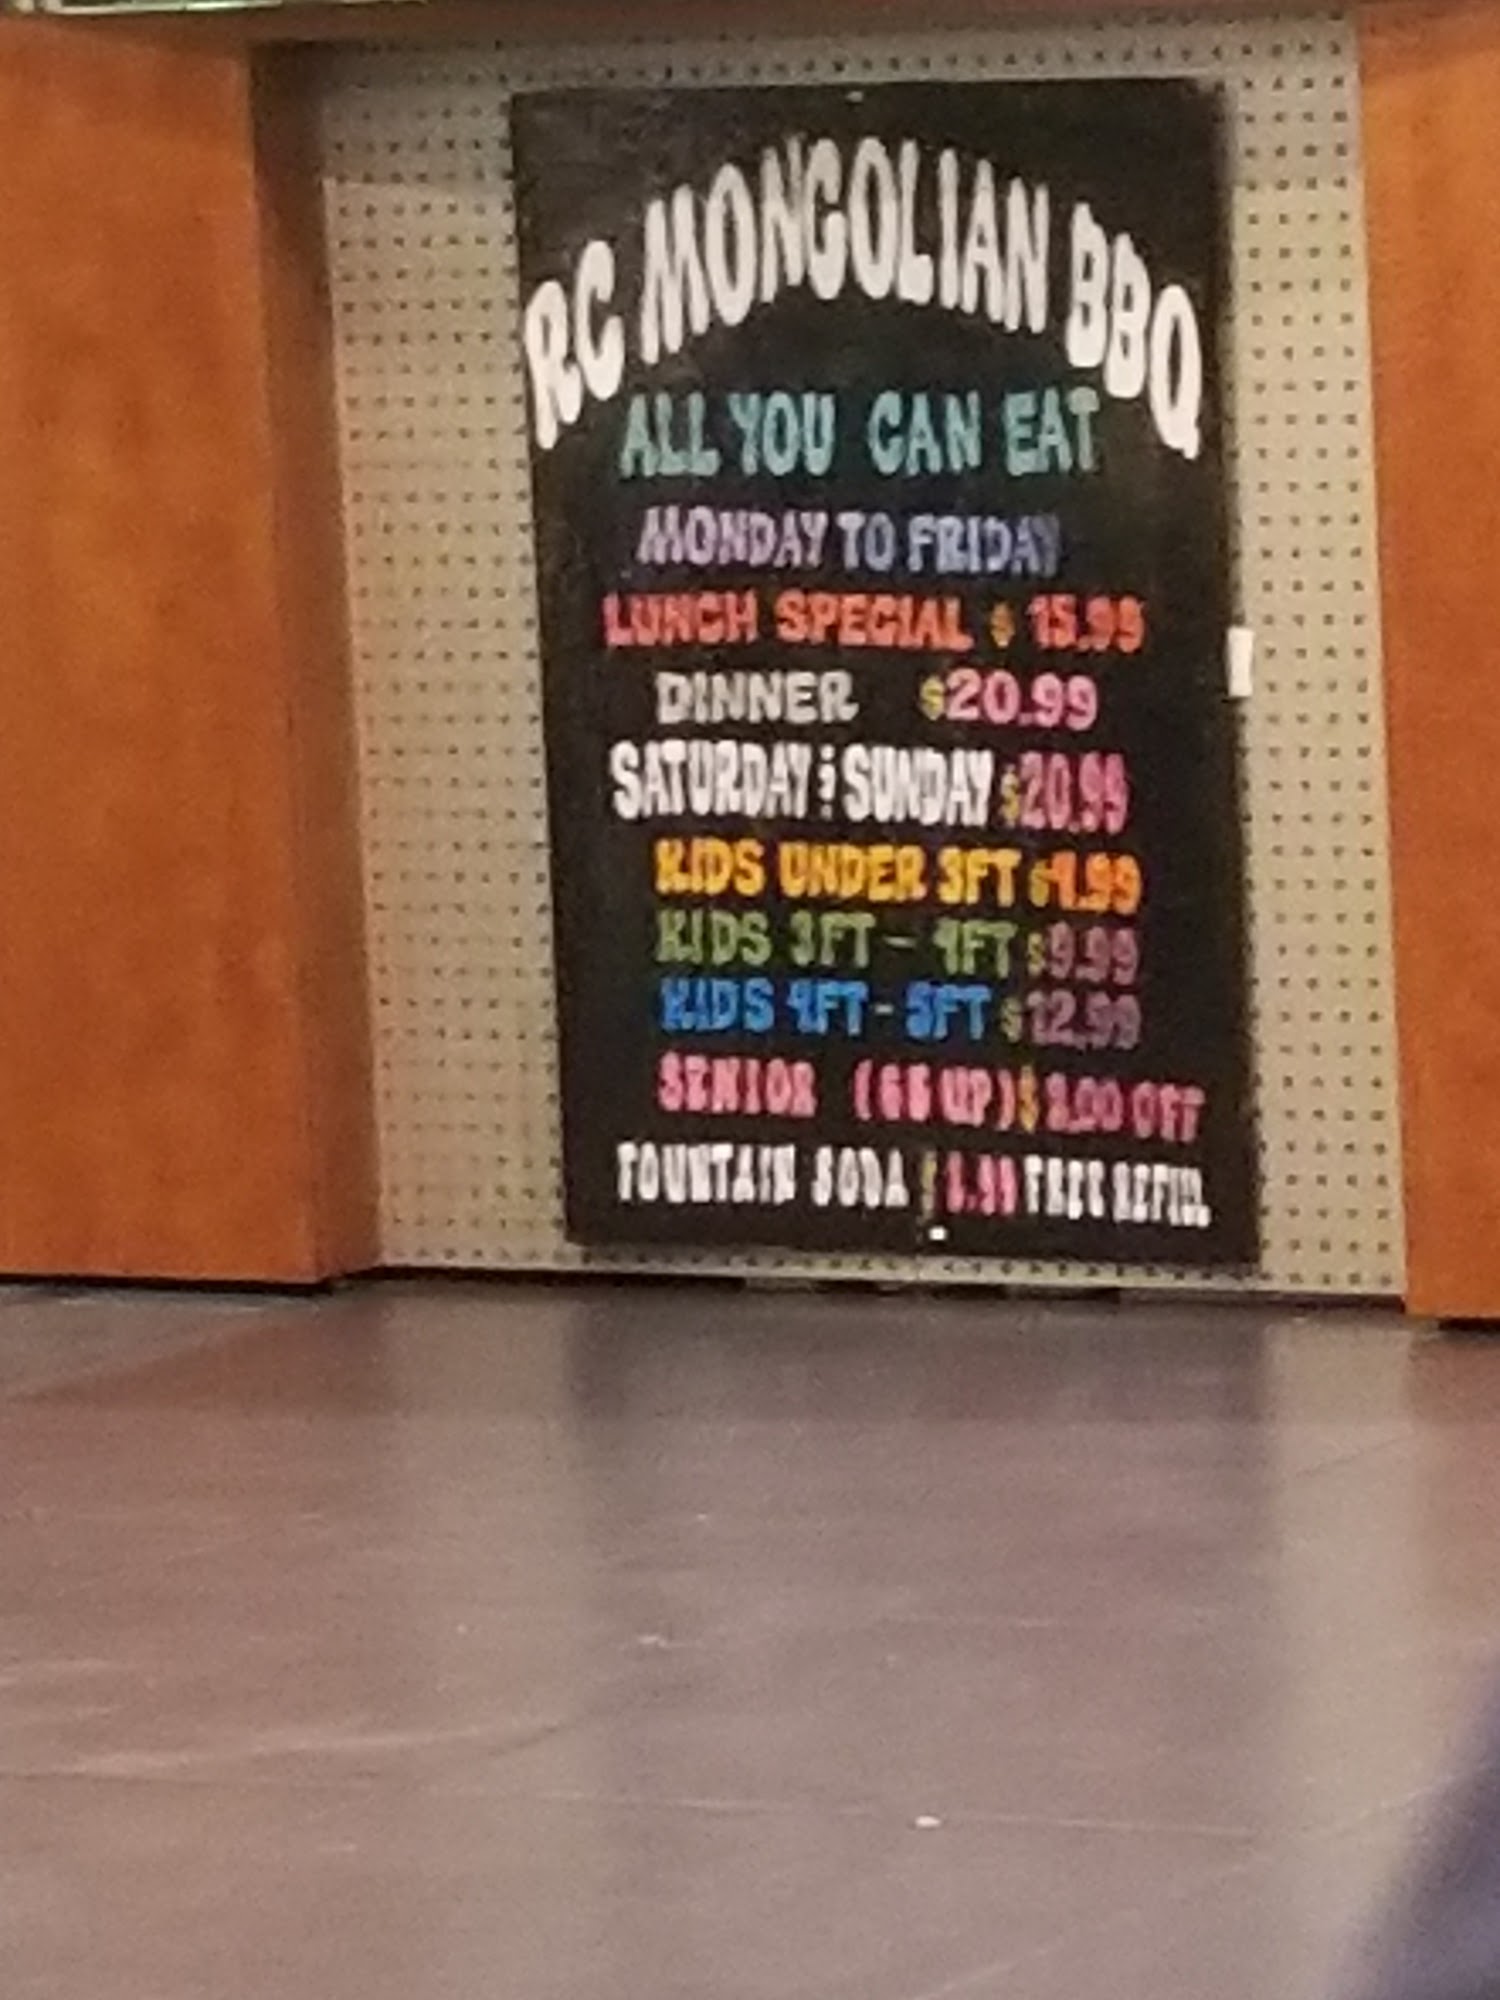 RC MONGOLIAN BBQ
ALL YOU CAN EAT
MONDAY TO FRIDAY
LUNCH SPECIAL $ 15.99
DINNER $20.99
SATURDAY & SUNDAY $20.99
KIDS UNDER 3FT $4.99
KIDS 3FT - 4FT $9.99
KIDS 4FT - 5FT $12.99
SENIOR (65 UP) $ OFF
FOUNTAIN SODA FREE REFILL